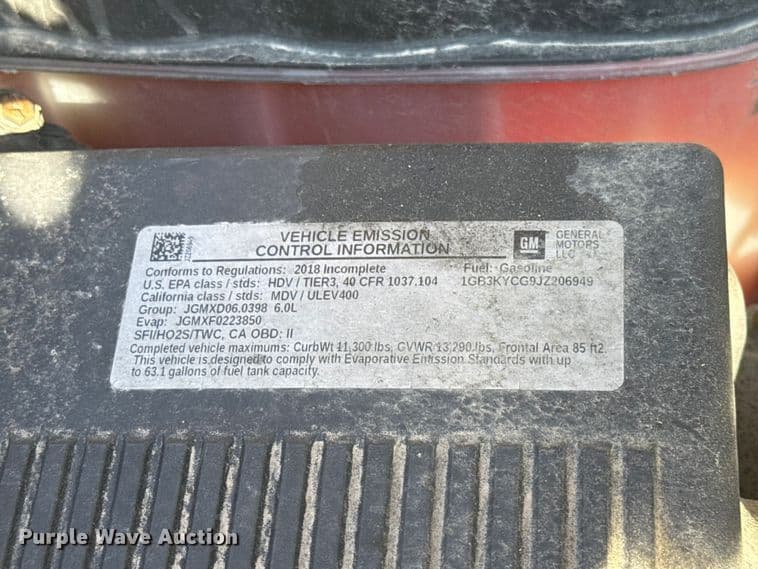 VEHICLE EMISSION
CONTROL INFORMATION
GM
GENERAL
MOTORS
LLC
Conforms to Regulations: 2018 Incomplete
Fuel: Gasoline
U.S. EPA class / stds: HDV / TIER3, 40 CFR 1037.104
1GB3KYCG9JZ206949
California class / stds: MDV / ULEV400
Group: JGMXD06.0398 6.0L
Evap: JGMXF0223850
SFI/HO2S/TWC, CA OBD: II
Completed vehicle maximums: CurbWt 11,300 lbs, GVWR 13,290 lbs, Frontal Area 85 ft2
This vehicle is designed to comply with Evaporative Emission Standards with up
to 63.1 gallons of fuel tank capacity.
Purple Wave Auction